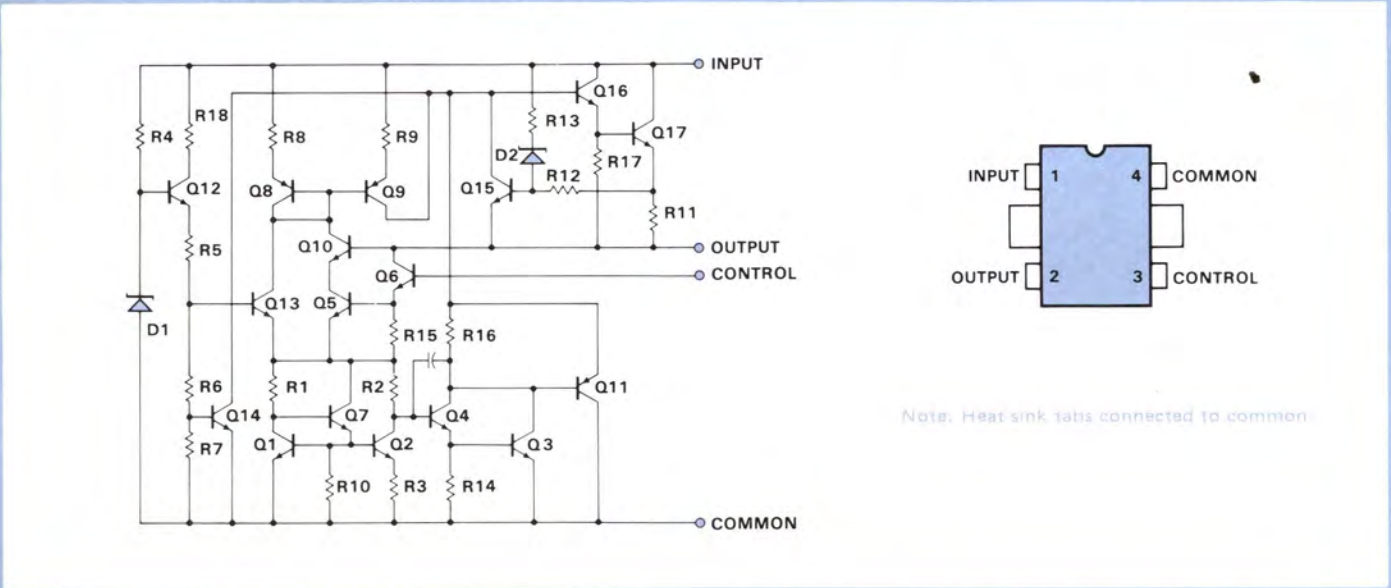 INPUT
Q16
R18
R4
R8
R9
R13
Q17
D2
R17
R12
Q12
Q8
Q9
Q15
R11
R5
Q10
OUTPUT
Q6
CONTROL
Q13
Q5
D1
R15
R16
R6
R1
R2
Q11
Q14
Q7
Q4
R7
Q1
Q2
Q3
R10
R3
R14
COMMON
INPUT 1 4 COMMON
OUTPUT 2 3 CONTROL
Note: Heat sink tabs connected to common